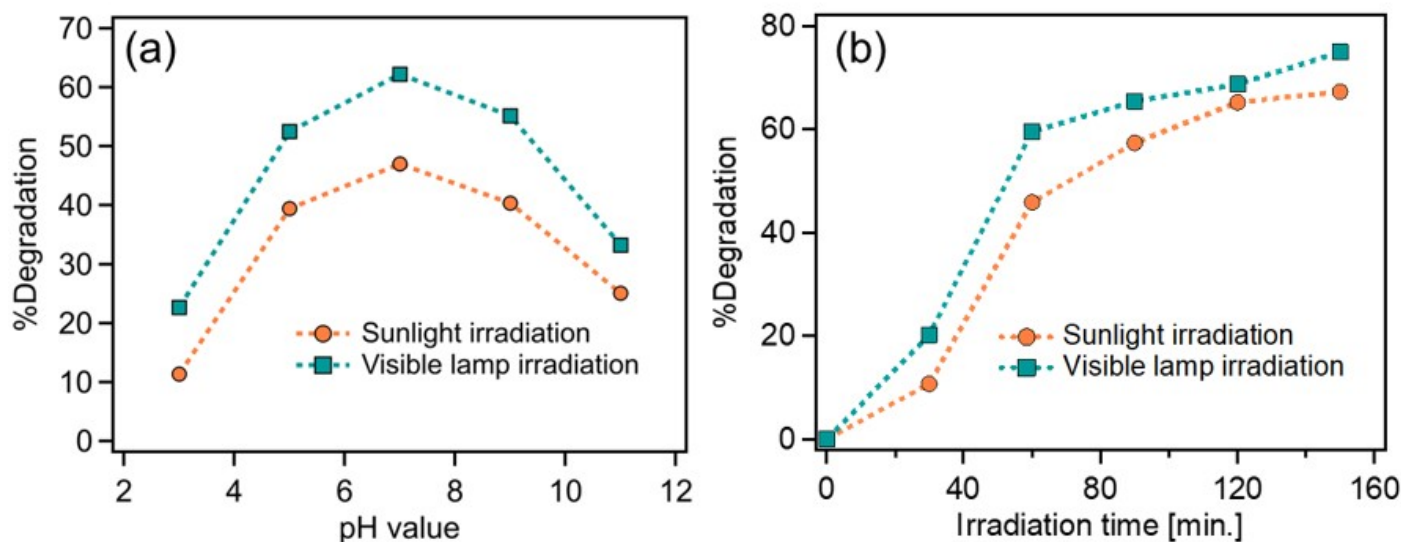 (a)
%Degradation
70
60
50
40
30
20
10
0
Sunlight irradiation
Visible lamp irradiation
2 4 6 8 10 12
pH value
(b)
%Degradation
80
60
40
20
0
Sunlight irradiation
Visible lamp irradiation
0 40 80 120 160
Irradiation time [min.]